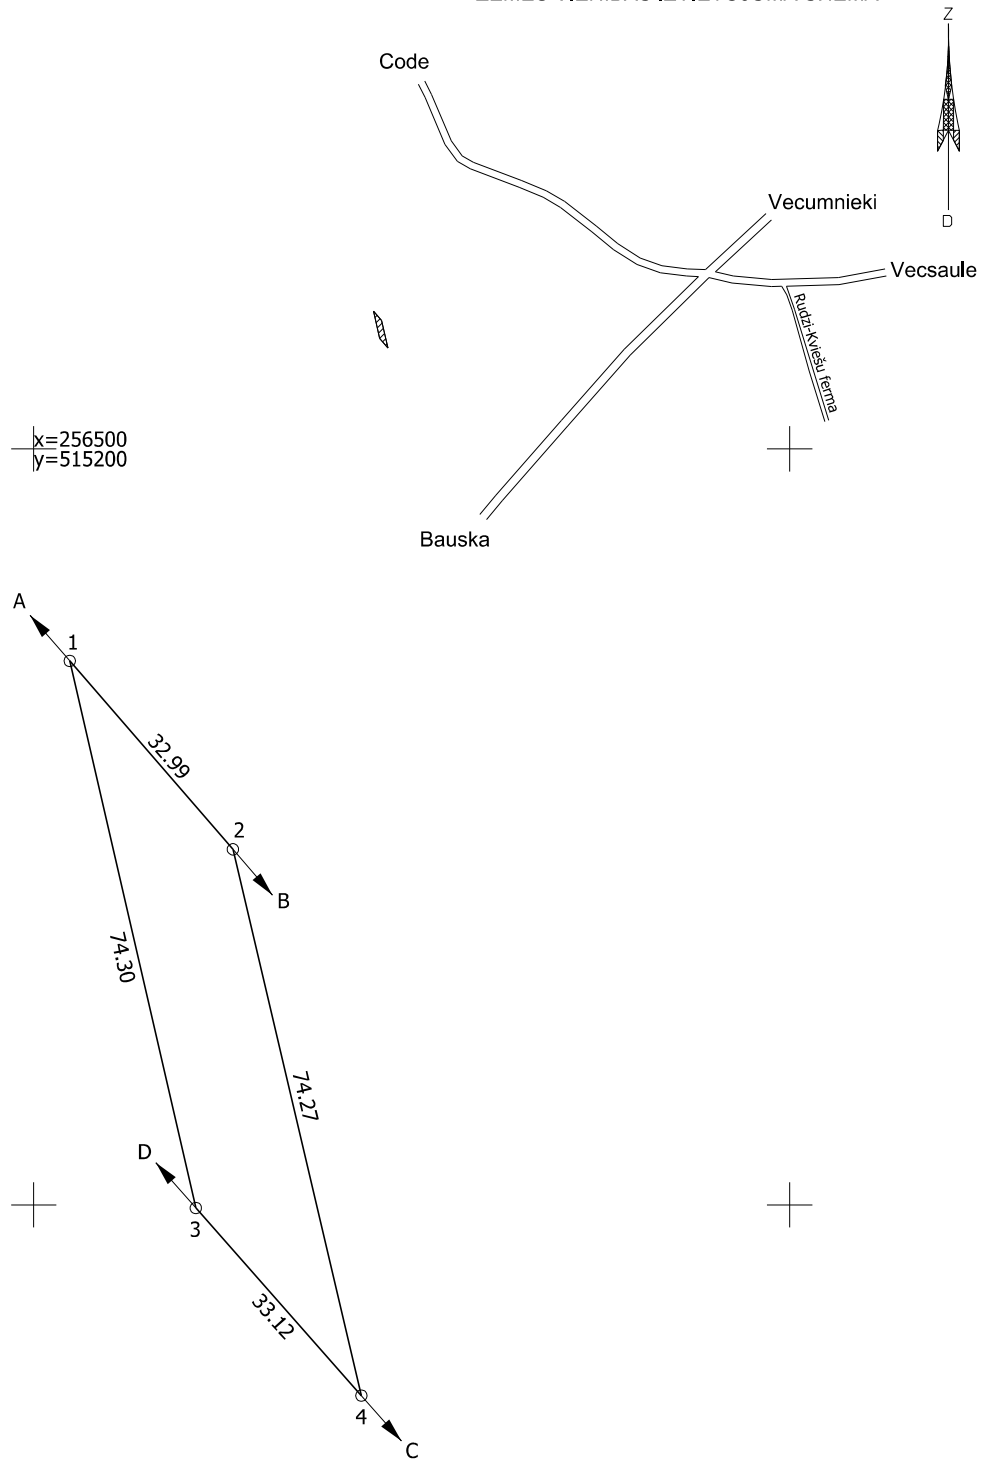 Z
Code
Vecumnieki
D
Vecsaule
Rudzi-Kviešu ferma
x=256500
y=515200
Bauska
A
1
32.99
2
B
74.30
74.27
D
3
33.12
4
C